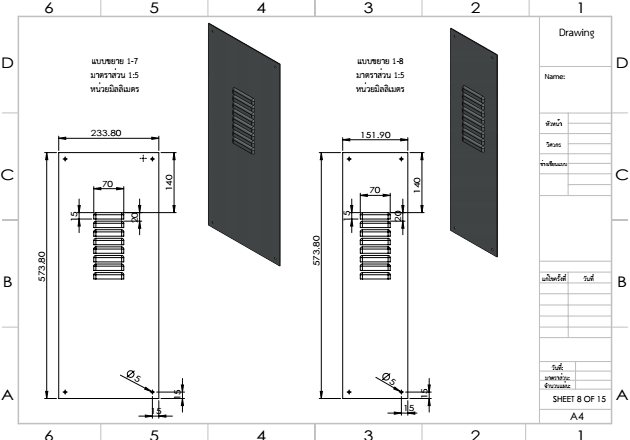 6 5 4 3 2 1
Drawing
D D
แบบขยาย 1-7
มาตราส่วน 1:5
หน่วยมิลลิเมตร
แบบขยาย 1-8
มาตราส่วน 1:5
หน่วยมิลลิเมตร
Name:
หัวหน้า
วิศวกร
ช่างเขียนแบบ
233.80
151.90
C C
140
140
70
70
15
20
15
20
573.80
573.80
B B
แก้ไขครั้งที่ วันที่
Ø5
Ø5
15
15
15
15
วันที่:
มาตราส่วน:
จำนวนแผ่น:
A A
SHEET 8 OF 15
A4
6 5 4 3 2 1